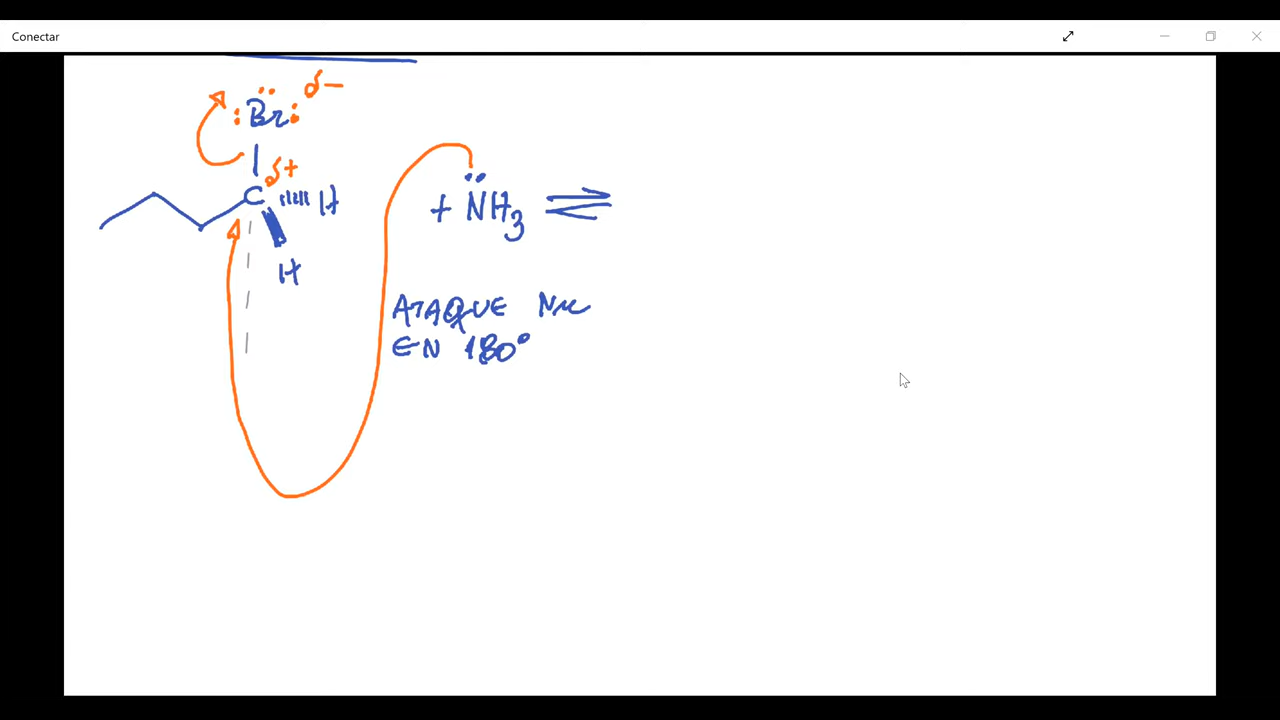 Conectar
δ-
:Br:
δ+
C H
+ NH3 ⇌
H
ATAQUE Nu
EN 180°